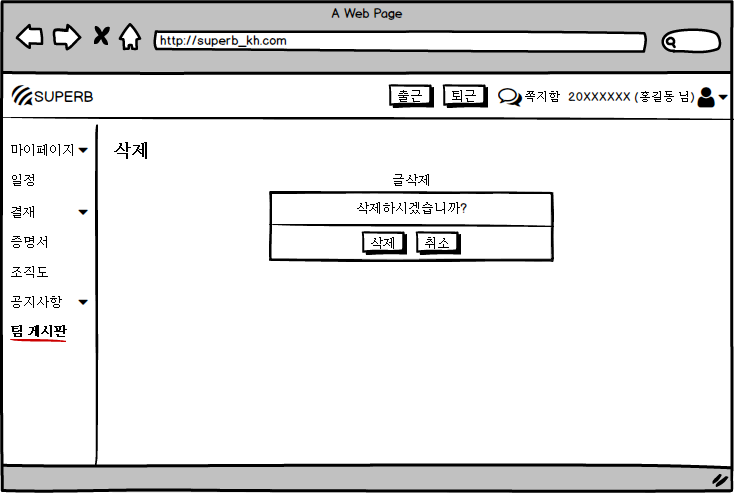 A Web Page
http://superb_kh.com
SUPERB
출근
퇴근
쪽지함
20XXXXXX (홍길동 님)
마이페이지
일정
결재
증명서
조직도
공지사항
팀 게시판
삭제
글삭제
삭제하시겠습니까?
삭제
취소